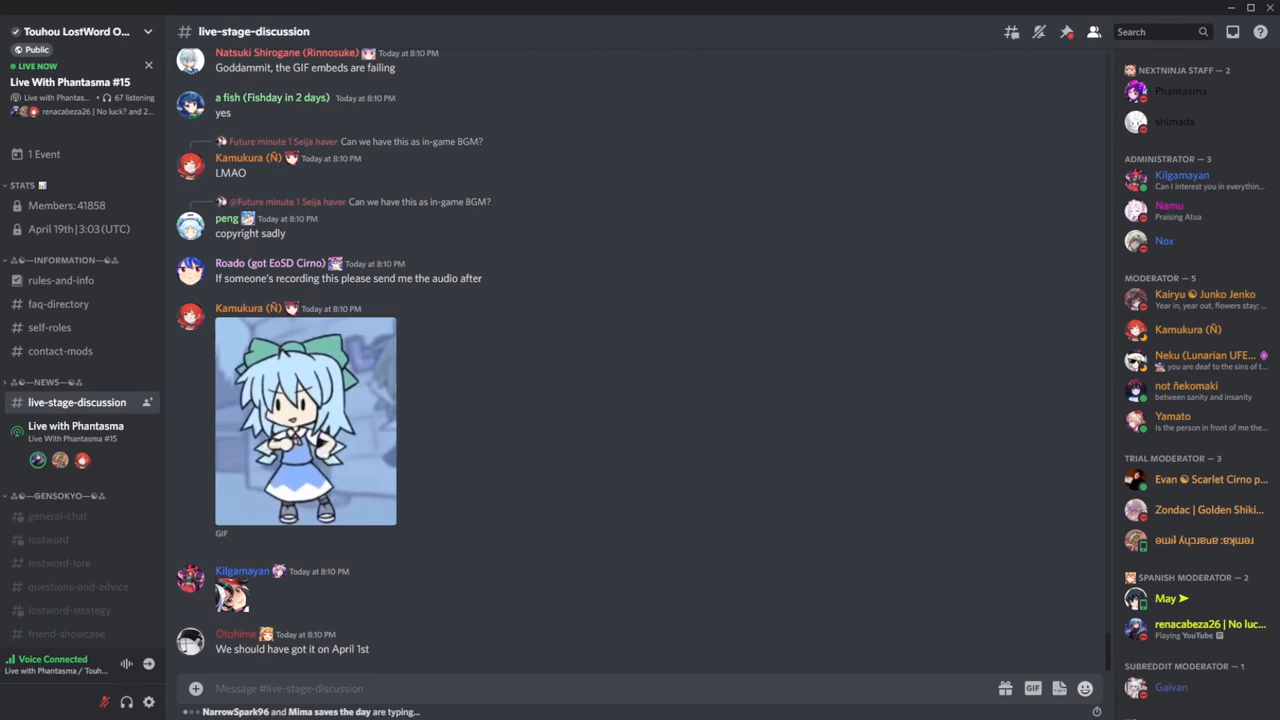 Touhou LostWord O...
Public
LIVE NOW
Live With Phantasma #15
Live with Phantas... • 67 listening
renacabeza26 | No luck? and 2...
1 Event
STATS
Members: 41858
April 19th | 3:03 (UTC)
INFORMATION
rules-and-info
faq-directory
self-roles
contact-mods
NEWS
live-stage-discussion
Live with Phantasma
Live With Phantasma #15
GENSOKYO
general-chat
lostword
lostword-lore
questions-and-advice
lostword-strategy
friend-showcase
Voice Connected
Live with Phantasma / Touh...
live-stage-discussion
Search
Natsuki Shirogane (Rinnosuke) Today at 8:10 PM
Goddammit, the GIF embeds are failing
a fish (Fishday in 2 days) Today at 8:10 PM
yes
Future minute 1 Seija haver Can we have this as in-game BGM?
Kamukura (Ñ) Today at 8:10 PM
LMAO
@Future minute 1 Seija haver Can we have this as in-game BGM?
peng Today at 8:10 PM
copyright sadly
Roado (got EoSD Cirno) Today at 8:10 PM
If someone's recording this please send me the audio after
Kamukura (Ñ) Today at 8:10 PM
GIF
Kilgamayan Today at 8:10 PM
Otohime Today at 8:10 PM
We should have got it on April 1st
Message #live-stage-discussion
GIF
NarrowSpark96 and Mima saves the day are typing...
NEXTNINJA STAFF — 2
Phantasma
shimada
ADMINISTRATOR — 3
Kilgamayan
Can I interest you in everythin...
Namu
Praising Atua
Nox
MODERATOR — 5
Kairyu ☯ Junko Jenko
Year in, year out, flowers stay; ...
Kamukura (Ñ)
Neku (Lunarian UFE...
you are deaf to the sins of t...
not ñekomaki
between sanity and insanity
Yamato
Is the person in front of me the...
TRIAL MODERATOR — 3
Evan ☯ Scarlet Cirno p...
Zondac | Golden Shiki...
SPANISH MODERATOR — 2
May ➤
renacabeza26 | No luc...
Playing YouTube
SUBREDDIT MODERATOR — 1
Gaivan